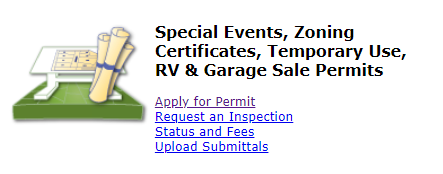 Special Events, Zoning
Certificates, Temporary Use,
RV & Garage Sale Permits
Apply for Permit
Request an Inspection
Status and Fees
Upload Submittals